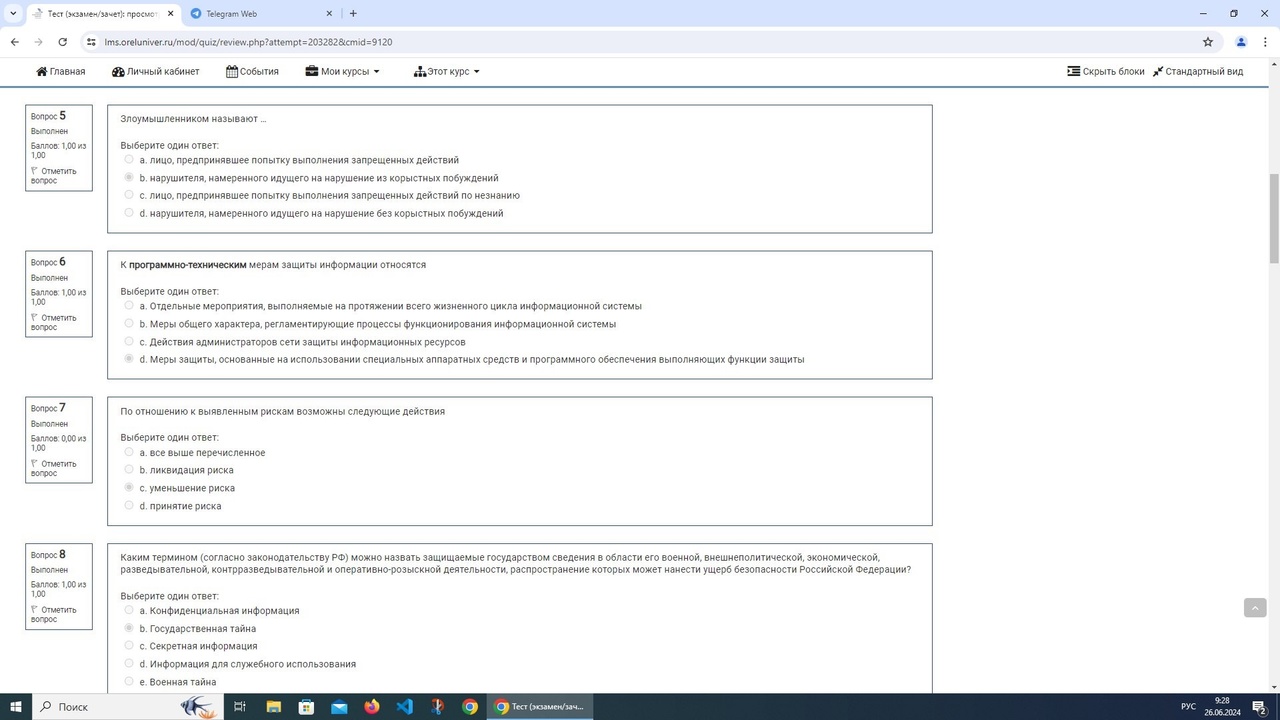 Тест (экзамен/зачет): просмот
Telegram Web
lms.oreluniver.ru/mod/quiz/review.php?attempt=203282&cmid=9120
Главная Личный кабинет События Мои курсы Этот курс Скрыть блоки Стандартный вид
Вопрос 5
Выполнен
Баллов: 1,00 из
1,00
Отметить
вопрос
Злоумышленником называют ...
Выберите один ответ:
a. лицо, предпринявшее попытку выполнения запрещенных действий
b. нарушителя, намеренного идущего на нарушение из корыстных побуждений
c. лицо, предпринявшее попытку выполнения запрещенных действий по незнанию
d. нарушителя, намеренного идущего на нарушение без корыстных побуждений
Вопрос 6
Выполнен
Баллов: 1,00 из
1,00
Отметить
вопрос
К программно-техническим мерам защиты информации относятся
Выберите один ответ:
a. Отдельные мероприятия, выполняемые на протяжении всего жизненного цикла информационной системы
b. Меры общего характера, регламентирующие процессы функционирования информационной системы
c. Действия администраторов сети защиты информационных ресурсов
d. Меры защиты, основанные на использовании специальных аппаратных средств и программного обеспечения выполняющих функции защиты
Вопрос 7
Выполнен
Баллов: 0,00 из
1,00
Отметить
вопрос
По отношению к выявленным рискам возможны следующие действия
Выберите один ответ:
a. все выше перечисленное
b. ликвидация риска
c. уменьшение риска
d. принятие риска
Вопрос 8
Выполнен
Баллов: 1,00 из
1,00
Отметить
вопрос
Каким термином (согласно законодательству РФ) можно назвать защищаемые государством сведения в области его военной, внешнеполитической, экономической,
разведывательной, контрразведывательной и оперативно-розыскной деятельности, распространение которых может нанести ущерб безопасности Российской Федерации?
Выберите один ответ:
a. Конфиденциальная информация
b. Государственная тайна
c. Секретная информация
d. Информация для служебного использования
e. Военная тайна
Поиск
Тест (экзамен/зач...
РУС
9:28
26.06.2024
2